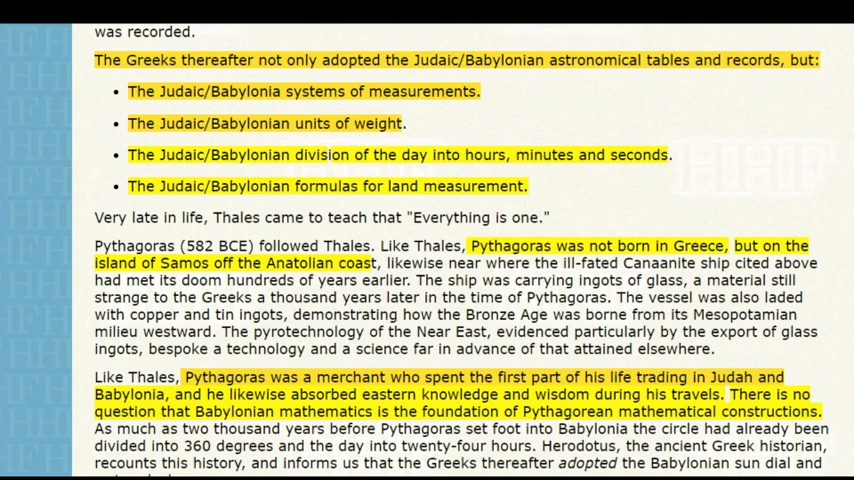 was recorded.
The Greeks thereafter not only adopted the Judaic/Babylonian astronomical tables and records, but:
• The Judaic/Babylonia systems of measurements.
• The Judaic/Babylonian units of weight.
• The Judaic/Babylonian division of the day into hours, minutes and seconds.
• The Judaic/Babylonian formulas for land measurement.
Very late in life, Thales came to teach that "Everything is one."
Pythagoras (582 BCE) followed Thales. Like Thales, Pythagoras was not born in Greece, but on the
island of Samos off the Anatolian coast, likewise near where the ill-fated Canaanite ship cited above
had met its doom hundreds of years earlier. The ship was carrying ingots of glass, a material still
strange to the Greeks a thousand years later in the time of Pythagoras. The vessel was also laded
with copper and tin ingots, demonstrating how the Bronze Age was borne from its Mesopotamian
milieu westward. The pyrotechnology of the Near East, evidenced particularly by the export of glass
ingots, bespoke a technology and a science far in advance of that attained elsewhere.
Like Thales, Pythagoras was a merchant who spent the first part of his life trading in Judah and
Babylonia, and he likewise absorbed eastern knowledge and wisdom during his travels. There is no
question that Babylonian mathematics is the foundation of Pythagorean mathematical constructions.
As much as two thousand years before Pythagoras set foot into Babylonia the circle had already been
divided into 360 degrees and the day into twenty-four hours. Herodotus, the ancient Greek historian,
recounts this history, and informs us that the Greeks thereafter adopted the Babylonian sun dial and